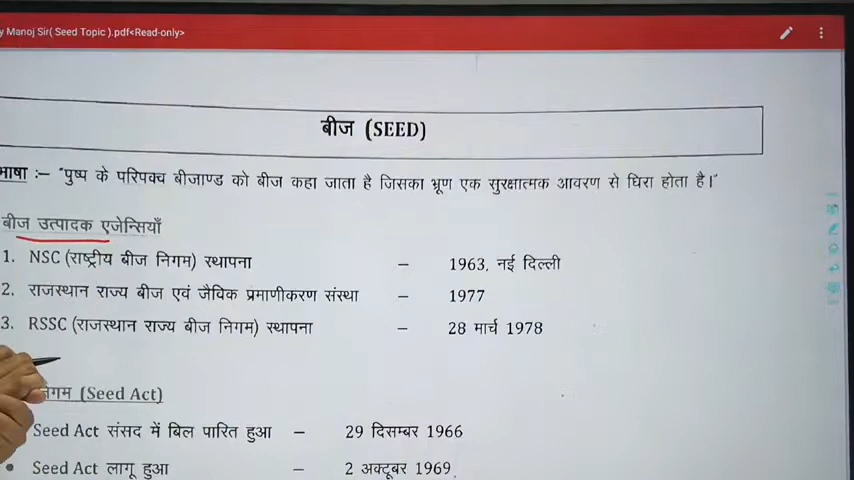 y Manoj Sir( Seed Topic ).pdf<Read-only>
बीज (SEED)
भाषा :– "पुष्प के परिपक्व बीजाण्ड को बीज कहा जाता है जिसका भ्रूण एक सुरक्षात्मक आवरण से घिरा होता है।"
बीज उत्पादक एजेन्सियाँ
1. NSC (राष्ट्रीय बीज निगम) स्थापना – 1963, नई दिल्ली
2. राजस्थान राज्य बीज एवं जैविक प्रमाणीकरण संस्था – 1977
3. RSSC (राजस्थान राज्य बीज निगम) स्थापना – 28 मार्च 1978
(Seed Act)
Seed Act संसद में बिल पारित हुआ – 29 दिसम्बर 1966
• Seed Act लागू हुआ – 2 अक्टूबर 1969